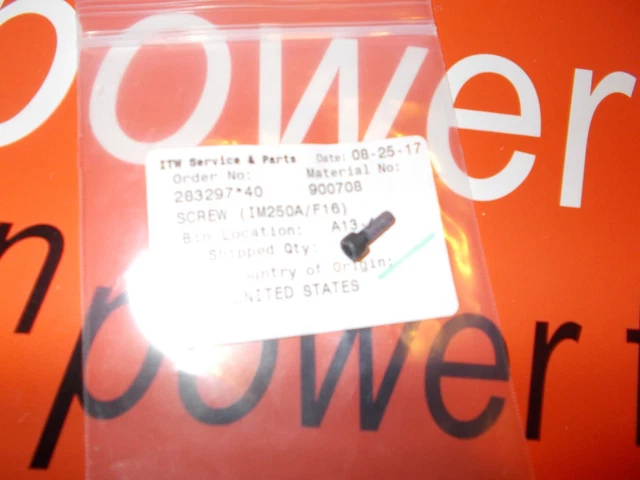 power
ITW Service & Parts Date: 08-25-17
Order No: Material No:
283297*40 900708
SCREW (IM250A/F16)
Bin Location: A13-
Shipped Qty:
Country of Origin:
UNITED STATES
power